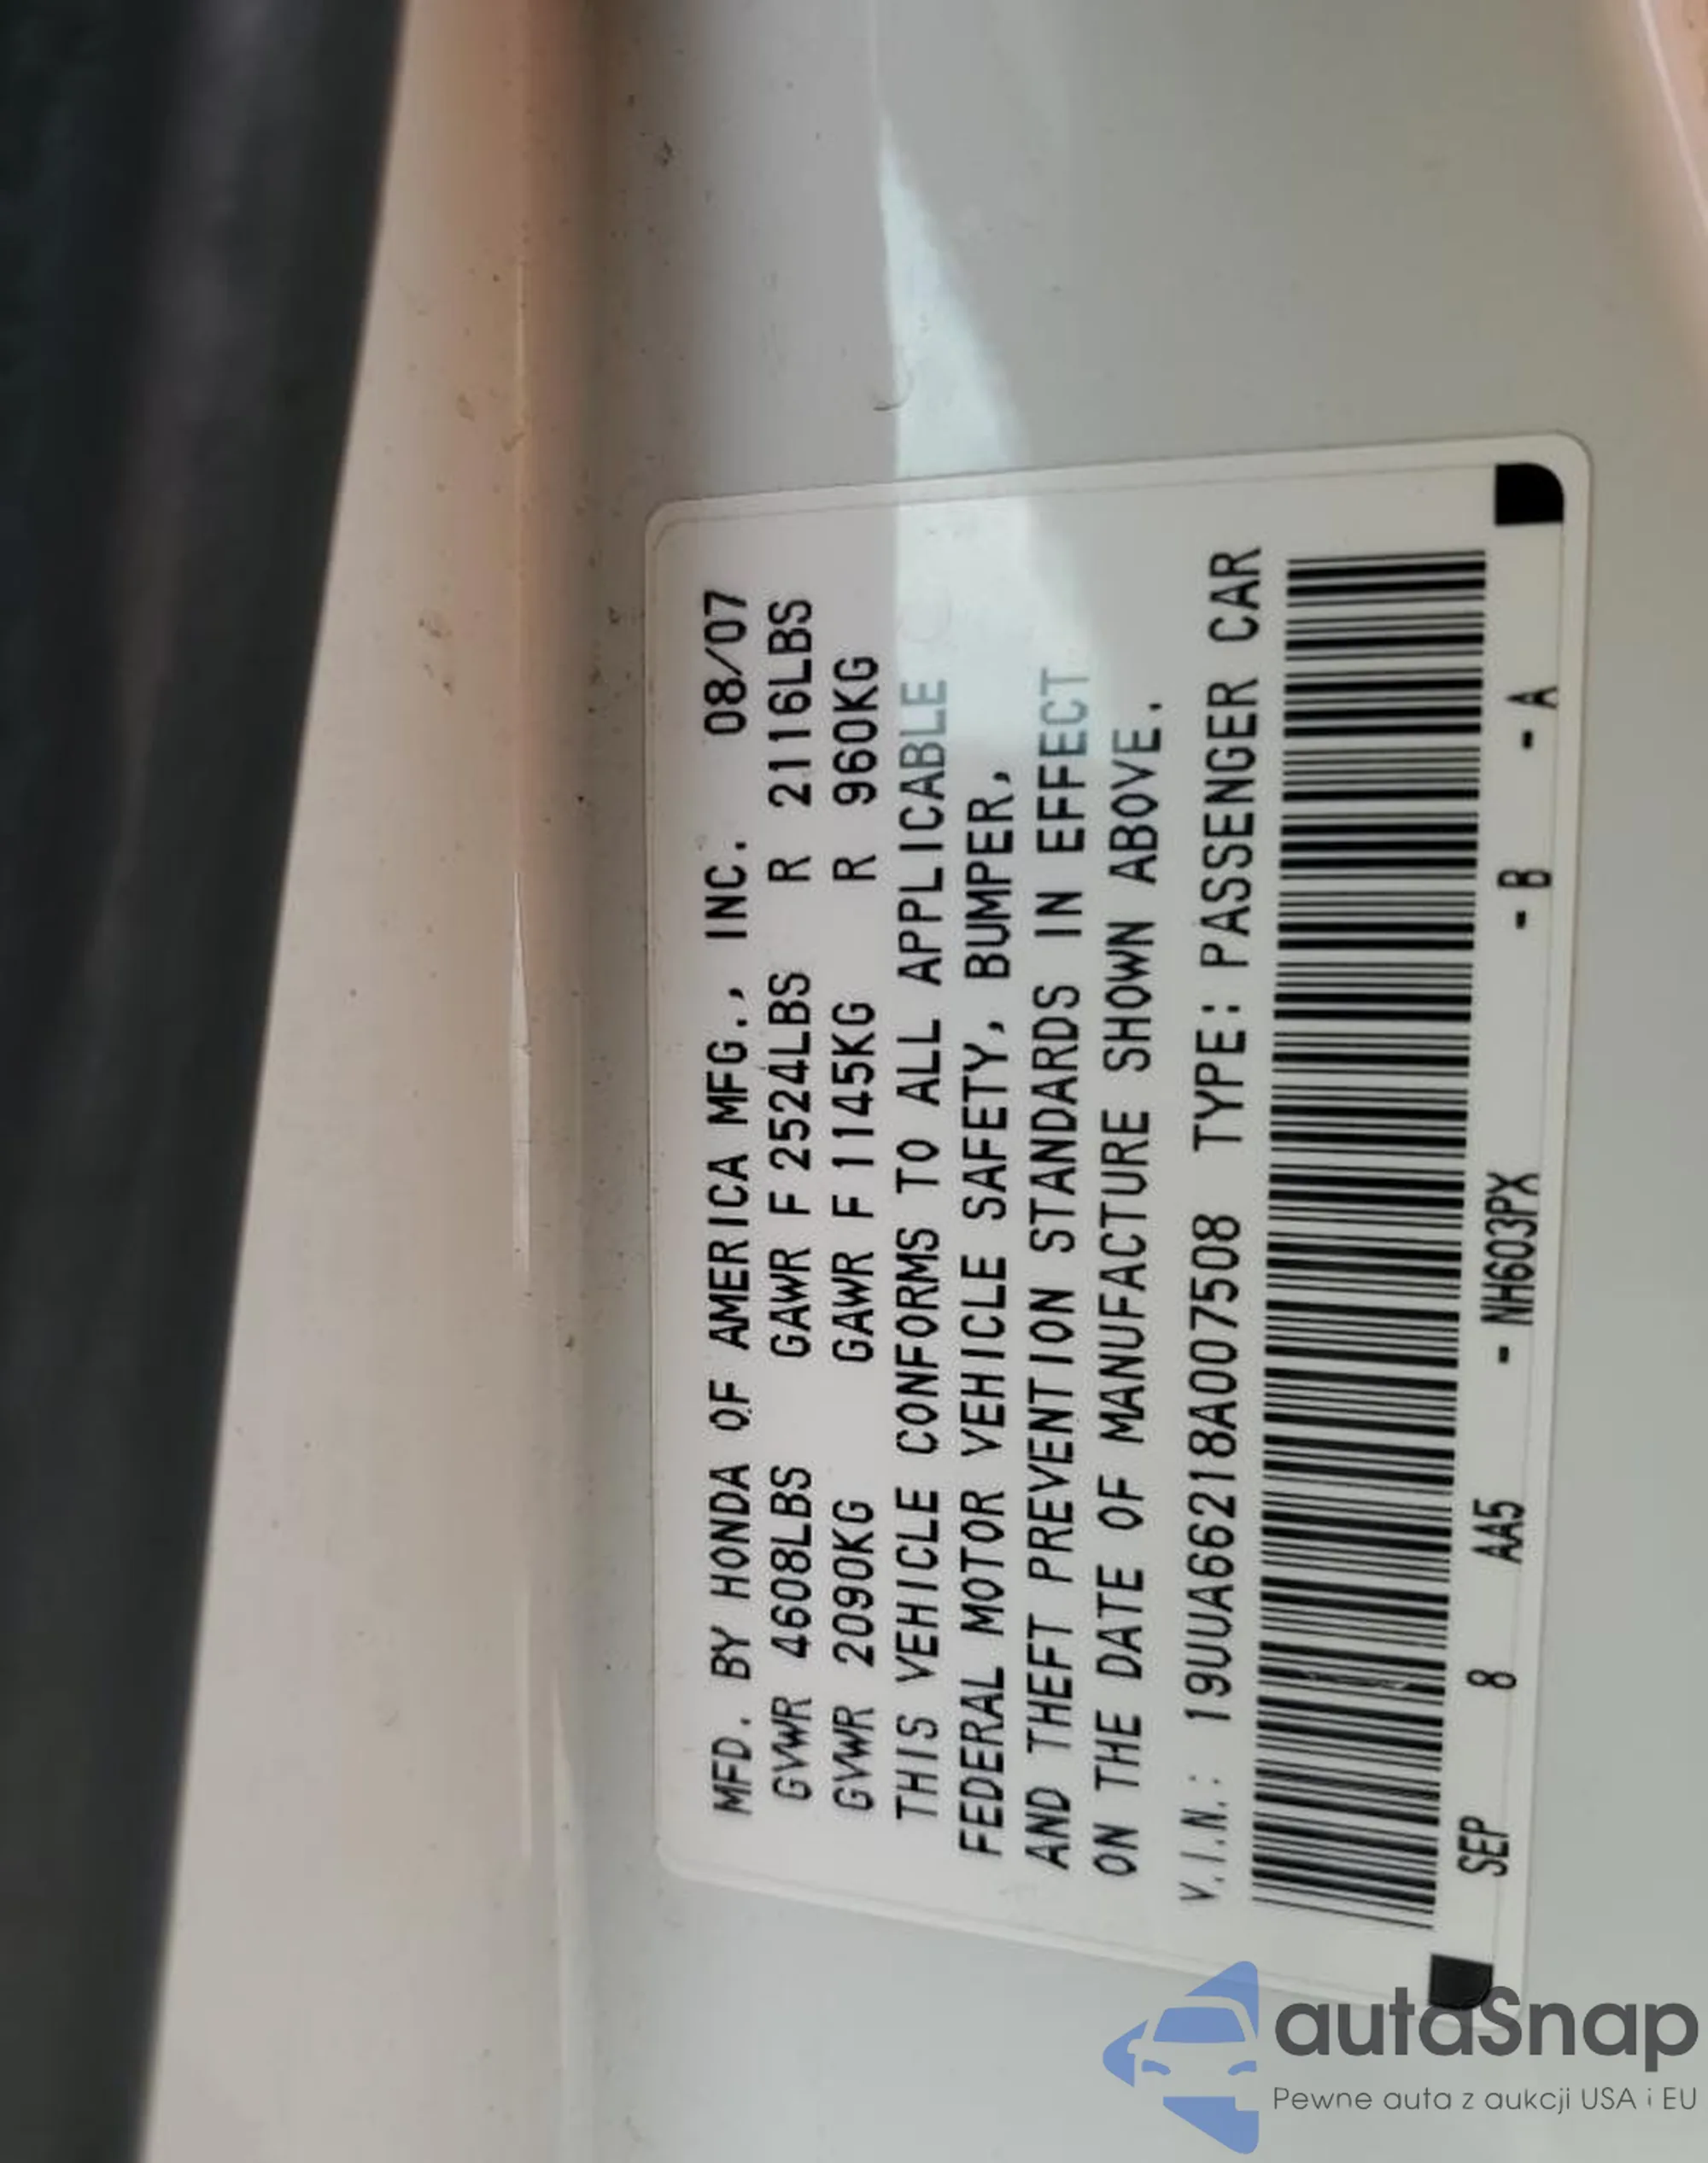 MFD. BY HONDA OF AMERICA MFG., INC. 08/07
GVWR 4608LBS GAWR F 2524LBS R 2116LBS
GVWR 2090KG GAWR F 1145KG R 960KG
THIS VEHICLE CONFORMS TO ALL APPLICABLE
FEDERAL MOTOR VEHICLE SAFETY, BUMPER,
AND THEFT PREVENTION STANDARDS IN EFFECT
ON THE DATE OF MANUFACTURE SHOWN ABOVE.
V.I.N.: 19UUA66218A007508 TYPE: PASSENGER CAR
SEP 8 AA5 - NH603PX - B - A
autaSnap
Pewne auta z aukcji USA i EU